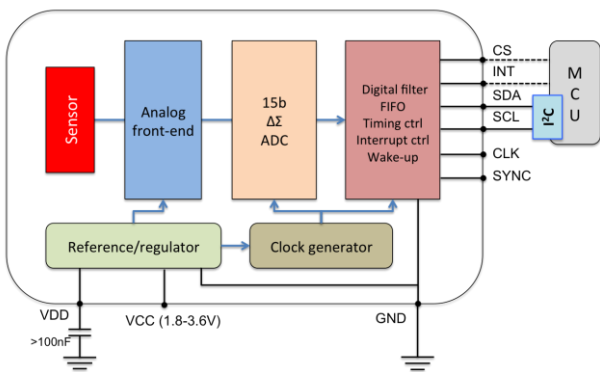 Sensor
Analog
front-end
15b
ΔΣ
ADC
Digital filter
FIFO
Timing ctrl
Interrupt ctrl
Wake-up
CS
INT
SDA
SCL
CLK
SYNC
I²C
MCU
Reference/regulator
Clock generator
VDD
>100nF
VCC (1.8-3.6V)
GND